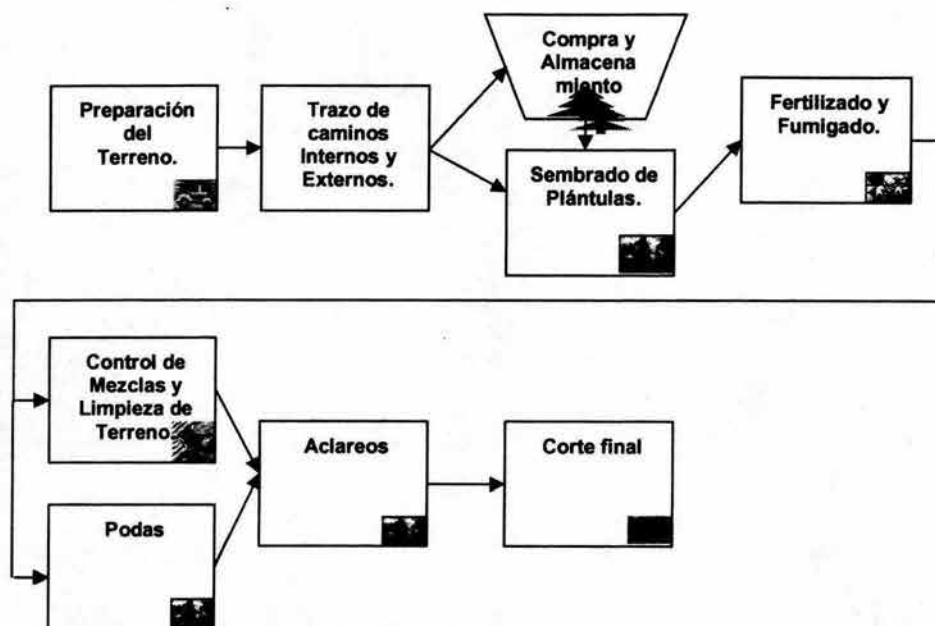 Preparación
del
Terreno.
Trazo de
caminos
Internos y
Externos.
Compra y
Almacena
miento
Sembrado de
Plántulas.
Fertilizado y
Fumigado.
Control de
Mezclas y
Limpieza de
Terreno
Podas
Aclareos
Corte final